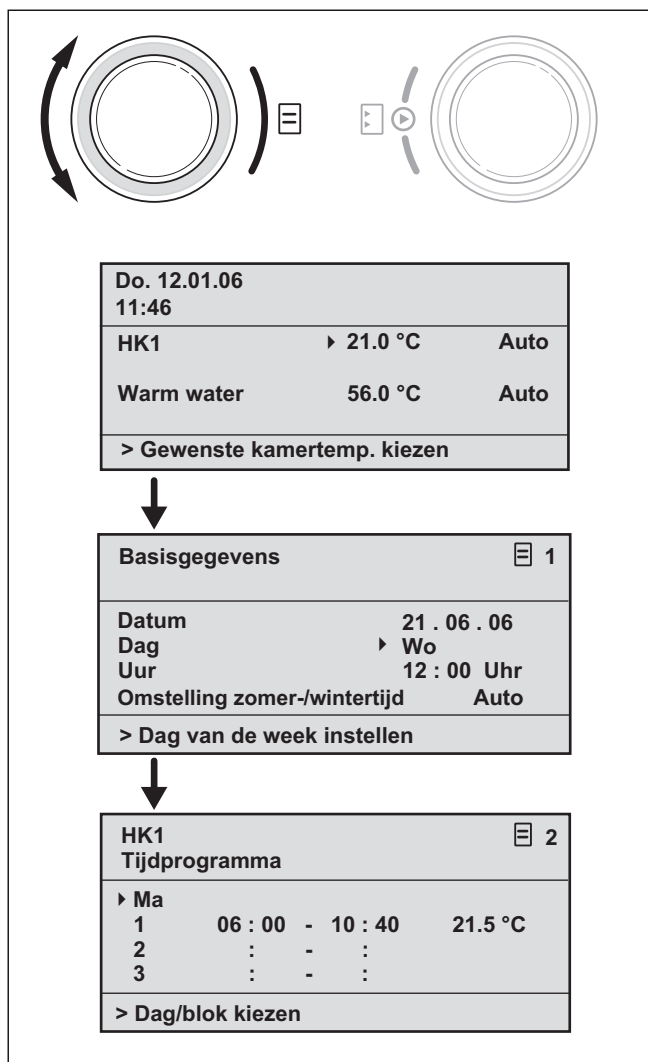 Do. 12.01.06
11:46
HK1 21.0 °C Auto
Warm water 56.0 °C Auto
> Gewenste kamertemp. kiezen
Basisgegevens 1
Datum 21 . 06 . 06
Dag Wo
Uur 12 : 00 Uhr
Omstelling zomer-/wintertijd Auto
> Dag van de week instellen
HK1 2
Tijdprogramma
Ma
1 06 : 00 - 10 : 40 21.5 °C
2 : - :
3 : - :
> Dag/blok kiezen